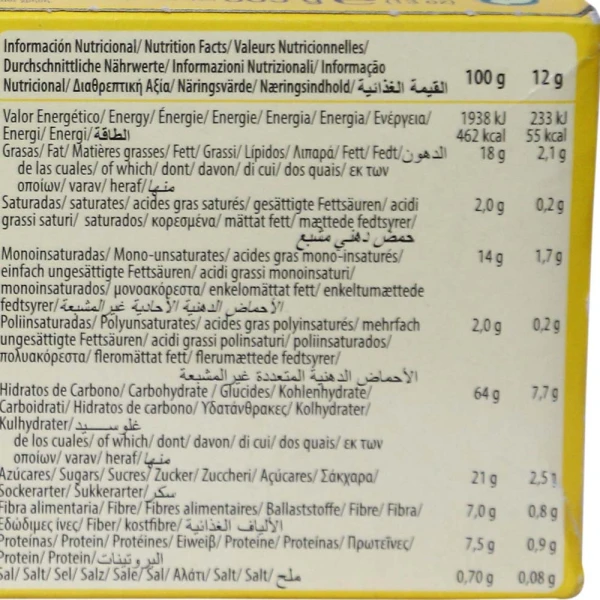 Información Nutricional/ Nutrition Facts/ Valeurs Nutricionnelles/
Durchschnittliche Nährwerte/ Informazioni Nutrizionali/ Informação
Nutricional/ Διαθρεπτική Αξία/ Näringsvärde/ Næringsindhold/ القيمة الغذائية 100 g 12 g
Valor Energético/ Energy/ Énergie/ Energie/ Energia/ Energia/ Ενέργεια/ 1938 kJ 233 kJ
Energi/ Energi/ الطاقة 462 kcal 55 kcal
Grasas/ Fat/ Matières grasses/ Fett/ Grassi/ Lípidos/ Λιπαρά/ Fett/ Fedt/ الدهون 18 g 2,1 g
de las cuales/ of which/ dont/ davon/ di cui/ dos quais/ εκ των
οποίων/ varav/ heraf/ منها
Saturadas/ saturates/ acides gras saturés/ gesättigte Fettsäuren/ acidi 2,0 g 0,2 g
grassi saturi/ saturados/ κορεσμένα/ mättat fett/ mættede fedtsyrer/
حمض دهني مشبع
Monoinsaturadas/ Mono-unsaturates/ acides gras mono-insaturés/ 14 g 1,7 g
einfach ungesättigte Fettsäuren/ acidi grassi monoinsaturi/
monoinsaturados/ μονοακόρεστα/ enkelomättat fett/ enkeltumættede
fedtsyrer/ الأحماض الدهنية الأحادية غير المشبعة
Poliinsaturadas/ Polyunsaturates/ acides gras polyinsaturés/ mehrfach 2,0 g 0,2 g
ungesättigte Fettsäuren/ acidi grassi polinsaturi/ poliinsaturados/
πολυακόρεστα/ fleromättat fett/ flerumættede fedtsyrer/
الأحماض الدهنية المتعددة غير المشبعة
Hidratos de Carbono/ Carbohydrate/ Glucides/ Kohlenhydrate/ 64 g 7,7 g
Carboidrati/ Hidratos de carbono/ Υδατάνθρακες/ Kolhydrater/
Kulhydrater/
de los cuales/ of which/ dont/ davon/ di cui/ dos quais/ εκ των
οποίων/ varav/ heraf/ منها
Azúcares/ Sugars/ Sucres/ Zucker/ Zuccheri/ Açúcares/ Σάκχαρα/ 21 g 2,5
Sockerarter/ Sukkerarter/ سكر
Fibra alimentaria/ Fibre/ Fibres alimentaires/ Ballaststoffe/ Fibre/ Fibra/ 7,0 g 0,8 g
Εδώδιμες ίνες/ Fiber/ kostfibre/ الألياف الغذائية
Proteínas/ Protein/ Protéines/ Eiweiß/ Proteine/ Proteínas/ Πρωτεΐνες/ 7,5 g 0,9 g
Protein/ Protein/ البروتينات
Sal/ Salt/ Sel/ Salz/ Sale/ Sal/ Αλάτι/ Salt/ Salt/ ملح 0,70 g 0,08 g